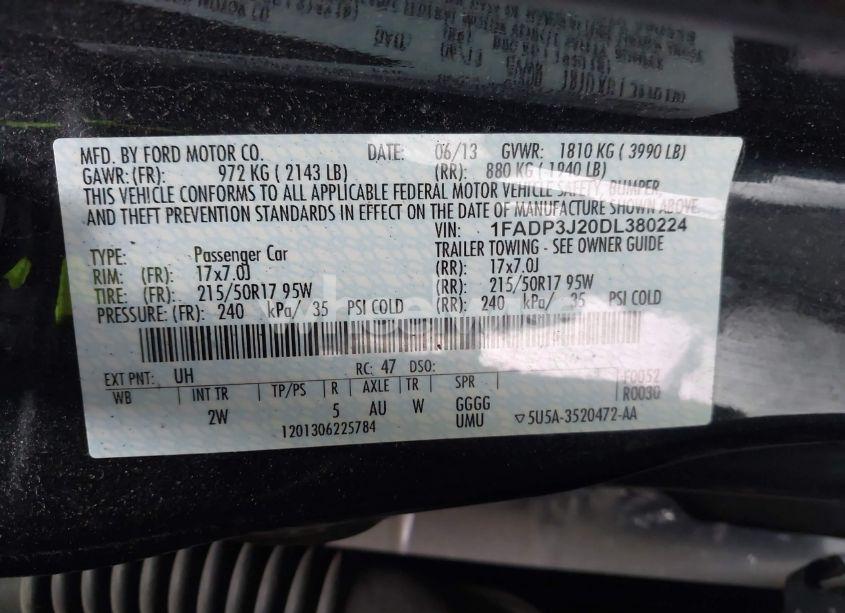 MFD. BY FORD MOTOR CO. DATE: 06/13 GVWR: 1810 KG ( 3990 LB)
GAWR: (FR): 972 KG ( 2143 LB) (RR): 880 KG ( 1940 LB)
THIS VEHICLE CONFORMS TO ALL APPLICABLE FEDERAL MOTOR VEHICLE SAFETY, BUMPER,
AND THEFT PREVENTION STANDARDS IN EFFECT ON THE DATE OF MANUFACTURE SHOWN ABOVE.
VIN: 1FADP3J20DL380224
TYPE: Passenger Car TRAILER TOWING - SEE OWNER GUIDE
RIM: (FR): 17x7.0J (RR): 17x7.0J
TIRE: (FR): 215/50R17 95W (RR): 215/50R17 95W
PRESSURE: (FR): 240 kPa/ 35 PSI COLD (RR): 240 kPa/ 35 PSI COLD
EXT PNT: UH RC: 47 DSO: F0052
WB INT TR TP/PS R AXLE TR SPR R0030
2W 5 AU W GGGG
1201306225784 UMU ▽5U5A-3520472-AA